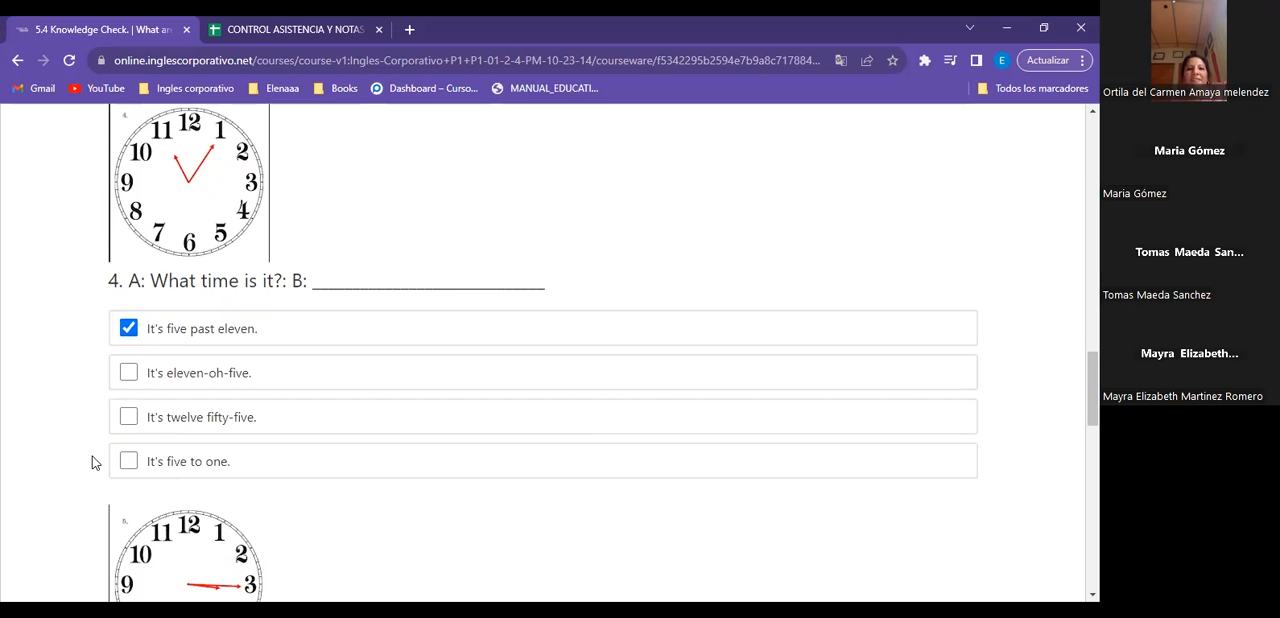 5.4 Knowledge Check. | What ar
CONTROL ASISTENCIA Y NOTAS
online.inglescorporativo.net/courses/course-v1:Ingles-Corporativo+P1+P1-01-2-4-PM-10-23-14/courseware/f5342295b2594e7b9a8c717884...
E
Actualizar
Gmail
YouTube
Ingles corporativo
Elenaaa
Books
Dashboard – Curso...
MANUAL_EDUCATI...
Todos los marcadores
4.
12
11
1
10
2
9
3
8
4
7
5
6
4. A: What time is it?: B: ___________________________
It's five past eleven.
It's eleven-oh-five.
It's twelve fifty-five.
It's five to one.
12
11
1
10
2
9
3
Ortila del Carmen Amaya melendez
Maria Gómez
Maria Gómez
Tomas Maeda San...
Tomas Maeda Sanchez
Mayra Elizabeth...
Mayra Elizabeth Martinez Romero